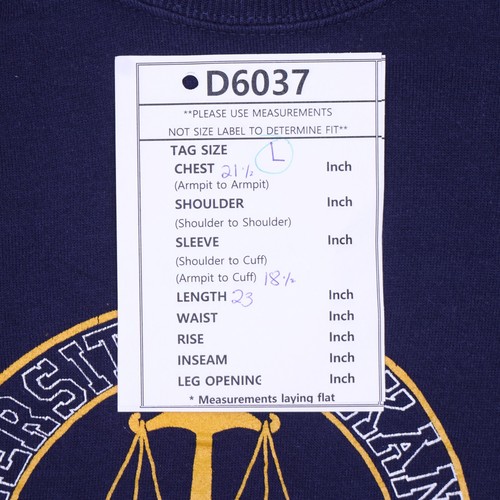 D6037
**PLEASE USE MEASUREMENTS
NOT SIZE LABEL TO DETERMINE FIT**
TAG SIZE L
CHEST 21 1/2 Inch
(Armpit to Armpit)
SHOULDER Inch
(Shoulder to Shoulder)
SLEEVE Inch
(Shoulder to Cuff)
(Armpit to Cuff) 18 1/2
LENGTH 23 Inch
WAIST Inch
RISE Inch
INSEAM Inch
LEG OPENING Inch
* Measurements laying flat
ERSIT
KAN